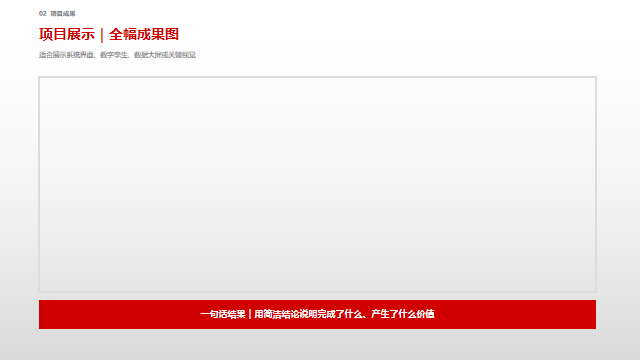 02 项目成果
项目展示｜全幅成果图
适合展示系统界面、数字孪生、数据大屏或关键视觉
一句话结果｜用简洁结论说明完成了什么、产生了什么价值